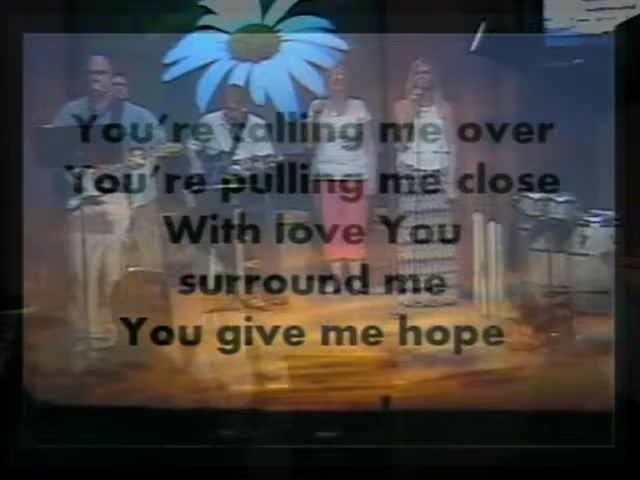 You're calling me over
You're pulling me close
With love You
surround me
You give me hope